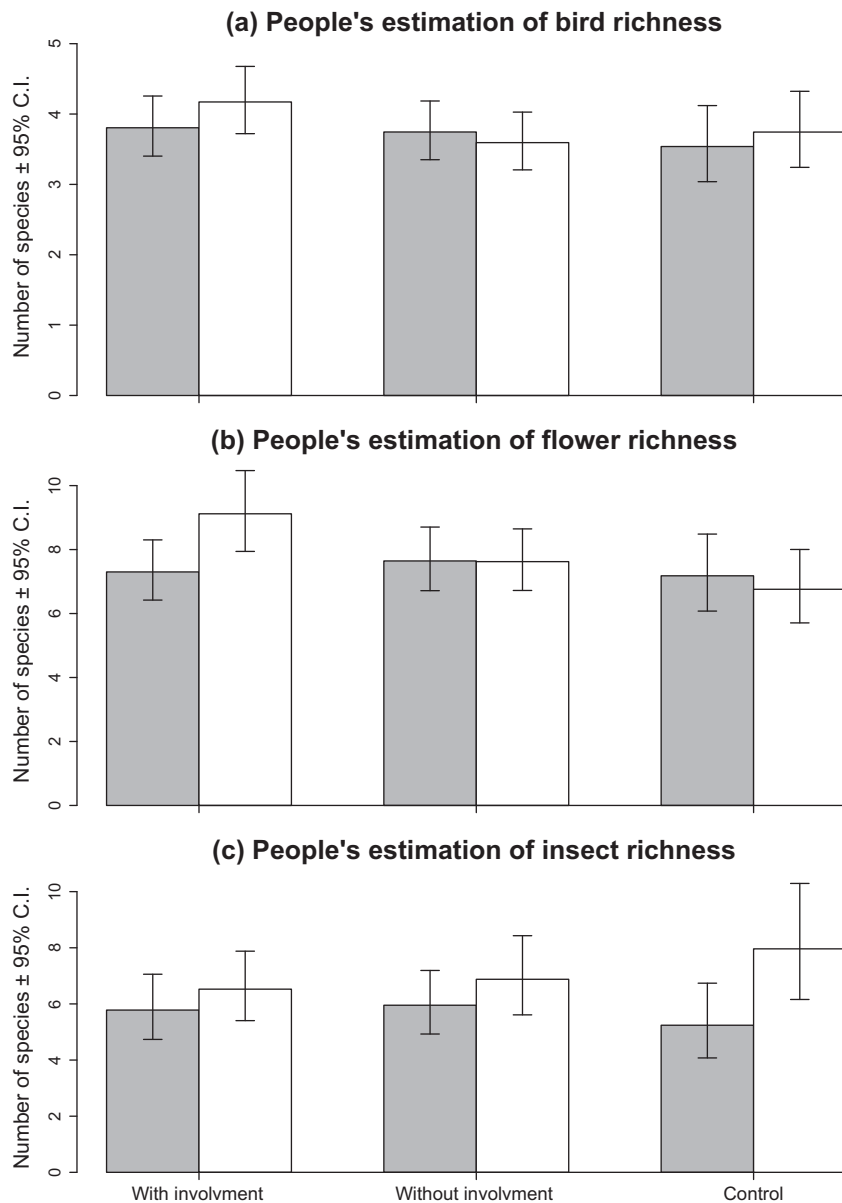 (a) People's estimation of bird richness
Number of species ± 95% C.I.
5
4
3
2
1
0
(b) People's estimation of flower richness
Number of species ± 95% C.I.
10
8
6
4
2
0
(c) People's estimation of insect richness
Number of species ± 95% C.I.
10
8
6
4
2
0
With involvment Without involvment Control